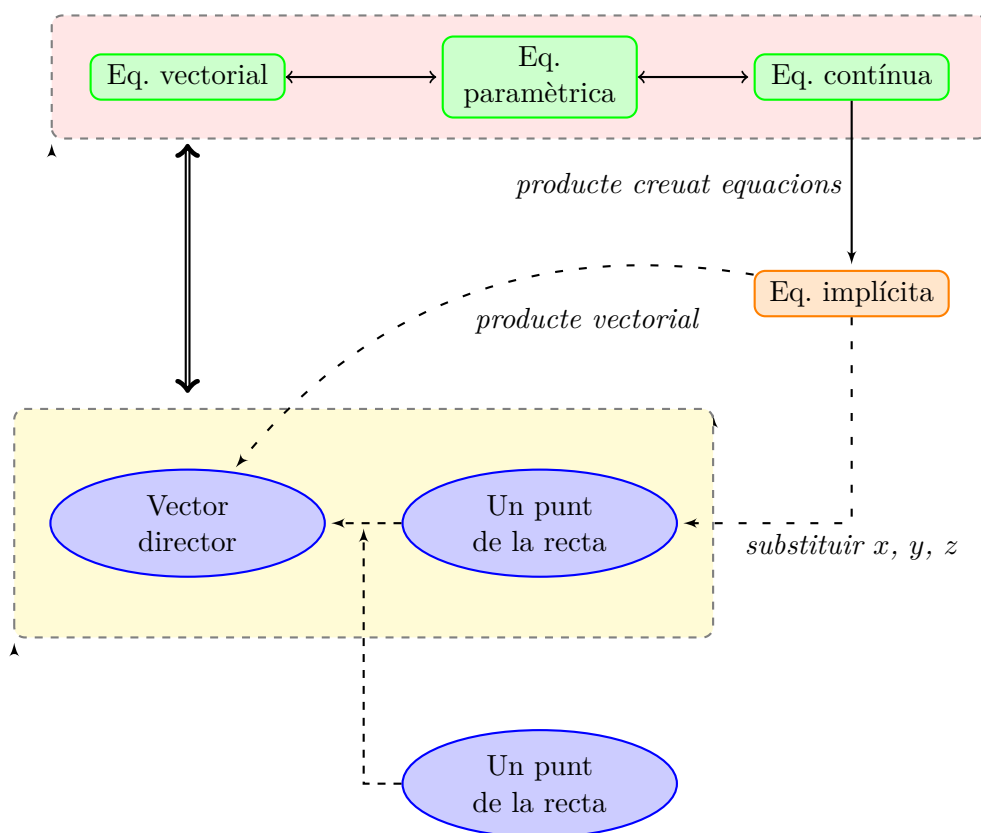 Eq. vectorial
Eq.
paramètrica
Eq. contínua
producte creuat equacions
Eq. implícita
producte vectorial
Vector
director
Un punt
de la recta
substituir x, y, z
Un punt
de la recta